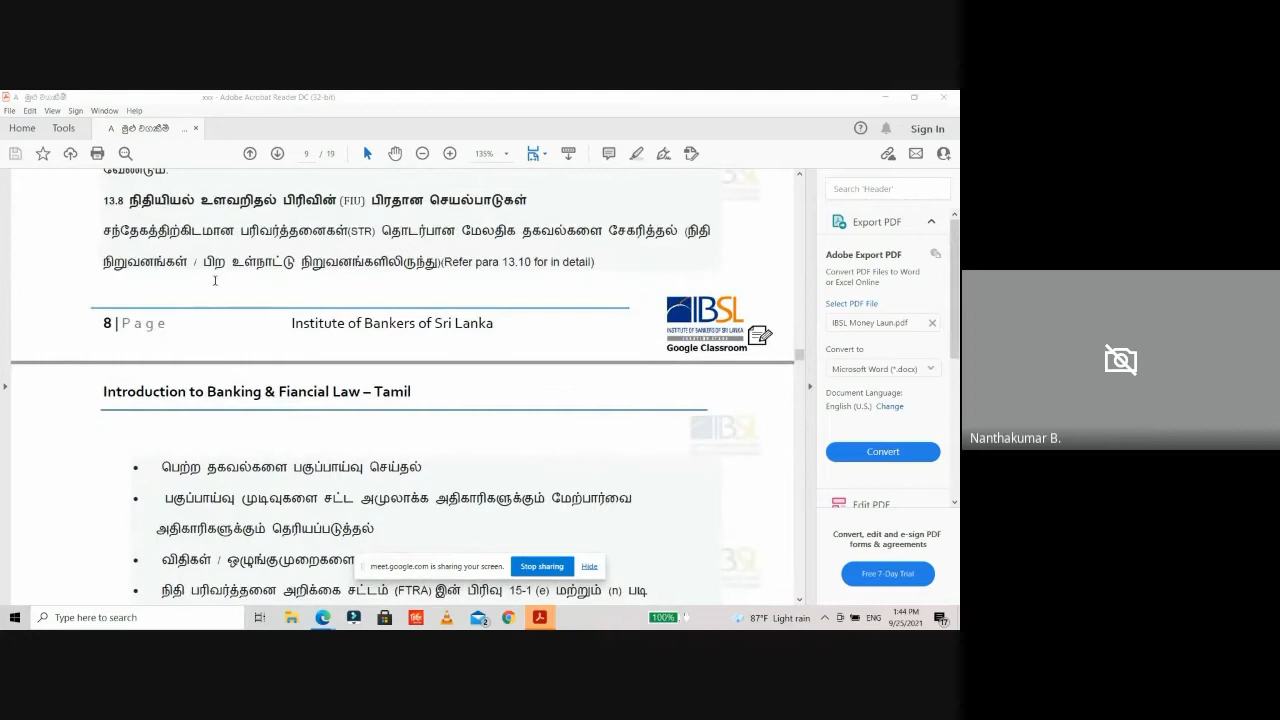 A මුළු වගකීම්
xxx - Adobe Acrobat Reader DC (32-bit)
File Edit View Sign Window Help
Home Tools A මුළු වගකීම් ... ×
Sign In
9 / 19 135%
வேண்டும்.
13.8 நிதியியல் உளவறிதல் பிரிவின் (FIU) பிரதான செயல்பாடுகள்
சந்தேகத்திற்கிடமான பரிவர்த்தனைகள்(STR) தொடர்பான மேலதிக தகவல்களை சேகரித்தல் (நிதி
நிறுவனங்கள் / பிற உள்நாட்டு நிறுவனங்களிலிருந்து)(Refer para 13.10 for in detail)
8 | Page Institute of Bankers of Sri Lanka
IBSL
INSTITUTE OF BANKERS OF SRI LANKA
Google Classroom
Introduction to Banking & Fiancial Law – Tamil
பெற்ற தகவல்களை பகுப்பாய்வு செய்தல்
பகுப்பாய்வு முடிவுகளை சட்ட அமுலாக்க அதிகாரிகளுக்கும் மேற்பார்வை
அதிகாரிகளுக்கும் தெரியப்படுத்தல்
விதிகள் / ஒழுங்குமுறைகளை
நிதி பரிவர்த்தனை அறிக்கை சட்டம் (FTRA) இன் பிரிவு 15-1 (e) மற்றும் (n) படி
meet.google.com is sharing your screen. Stop sharing Hide
Search 'Header'
Export PDF
Adobe Export PDF
Convert PDF Files to Word
or Excel Online
Select PDF File
IBSL Money Laun.pdf
Convert to
Microsoft Word (*.docx)
Document Language:
English (U.S.) Change
Convert
Edit PDF
Convert, edit and e-sign PDF
forms & agreements
Free 7-Day Trial
Type here to search
100%
87°F Light rain
ENG
1:44 PM
9/25/2021
17
Nanthakumar B.